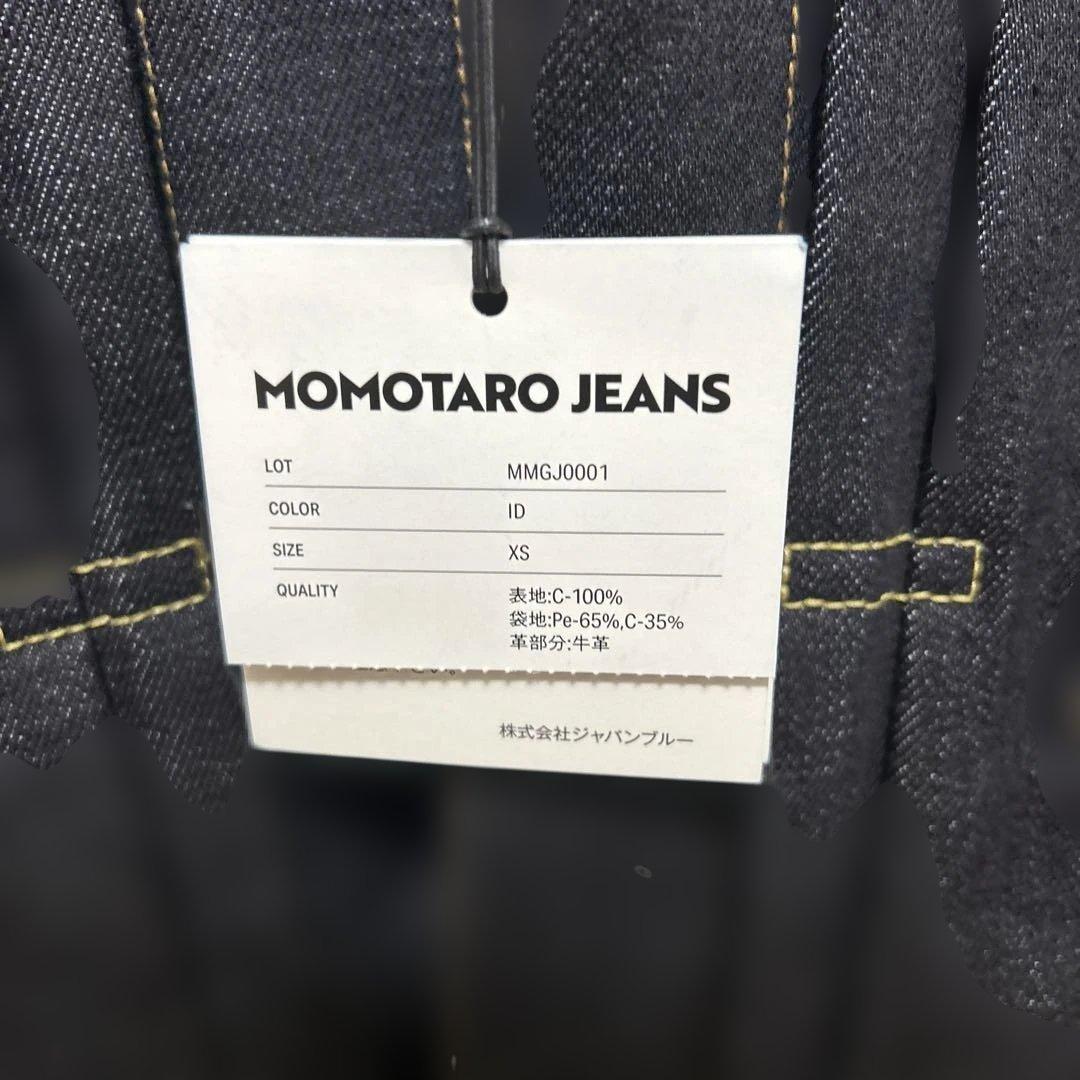 MOMOTARO JEANS
LOT MMGJ0001
COLOR ID
SIZE XS
QUALITY 表地:C-100%
袋地:Pe-65%,C-35%
革部分:牛革
株式会社ジャパンブルー